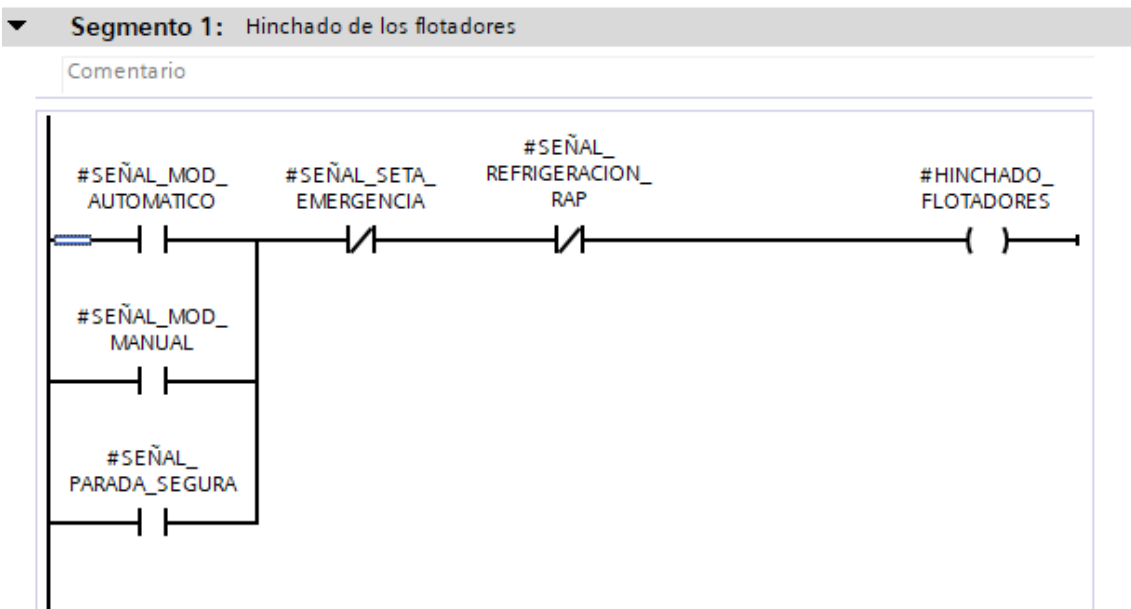 Segmento 1: Hinchado de los flotadores
Comentario
#SEÑAL_MOD_
AUTOMATICO
#SEÑAL_SETA_
EMERGENCIA
#SEÑAL_
REFRIGERACION_
RAP
#HINCHADO_
FLOTADORES
#SEÑAL_MOD_
MANUAL
#SEÑAL_
PARADA_SEGURA